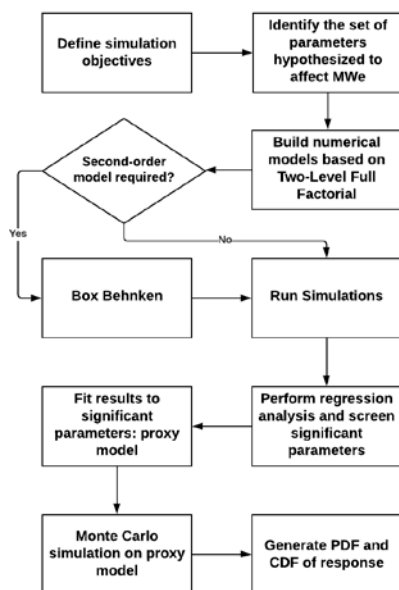 Define simulation
objectives
Identify the set of
parameters
hypothesized to
affect MWe
Build numerical
models based on
Two-Level Full
Factorial
Second-order
model required?
Yes
No
Box Behnken
Run Simulations
Perform regression
analysis and screen
significant
parameters
Fit results to
significant
parameters: proxy
model
Monte Carlo
simulation on proxy
model
Generate PDF and
CDF of response